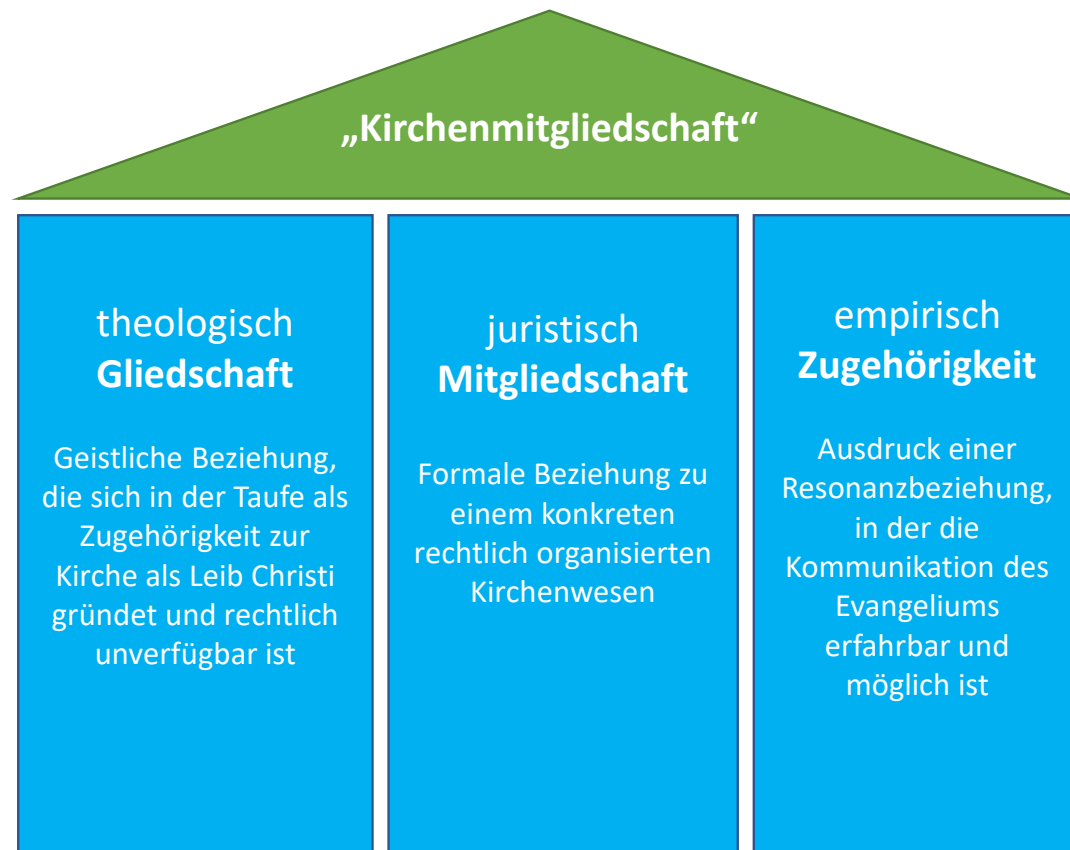 „Kirchenmitgliedschaft“
theologisch
Gliedschaft
Geistliche Beziehung,
die sich in der Taufe als
Zugehörigkeit zur
Kirche als Leib Christi
gründet und rechtlich
unverfügbar ist
juristisch
Mitgliedschaft
Formale Beziehung zu
einem konkreten
rechtlich organisierten
Kirchenwesen
empirisch
Zugehörigkeit
Ausdruck einer
Resonanzbeziehung,
in der die
Kommunikation des
Evangeliums
erfahrbar und
möglich ist